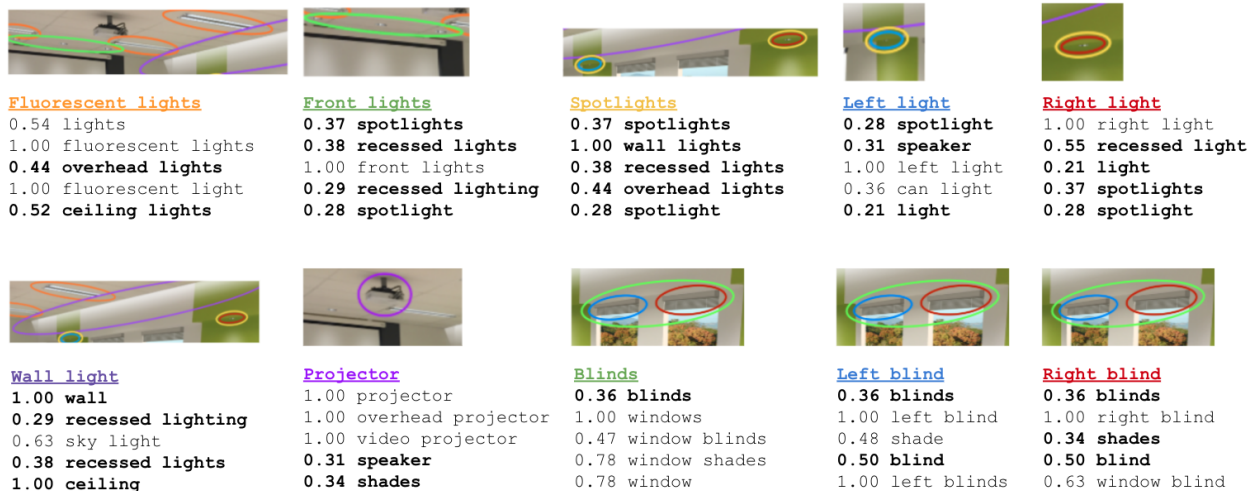 Fluorescent lights
0.54 lights
1.00 fluorescent lights
0.44 overhead lights
1.00 fluorescent light
0.52 ceiling lights
Front lights
0.37 spotlights
0.38 recessed lights
1.00 front lights
0.29 recessed lighting
0.28 spotlight
Spotlights
0.37 spotlights
1.00 wall lights
0.38 recessed lights
0.44 overhead lights
0.28 spotlight
Left light
0.28 spotlight
0.31 speaker
1.00 left light
0.36 can light
0.21 light
Right light
1.00 right light
0.55 recessed light
0.21 light
0.37 spotlights
0.28 spotlight
Wall light
1.00 wall
0.29 recessed lighting
0.63 sky light
0.38 recessed lights
1.00 ceiling
Projector
1.00 projector
1.00 overhead projector
1.00 video projector
0.31 speaker
0.34 shades
Blinds
0.36 blinds
1.00 windows
0.47 window blinds
0.78 window shades
0.78 window
Left blind
0.36 blinds
1.00 left blind
0.48 shade
0.50 blind
1.00 left blinds
Right blind
0.36 blinds
1.00 right blind
0.34 shades
0.50 blind
0.63 window blind